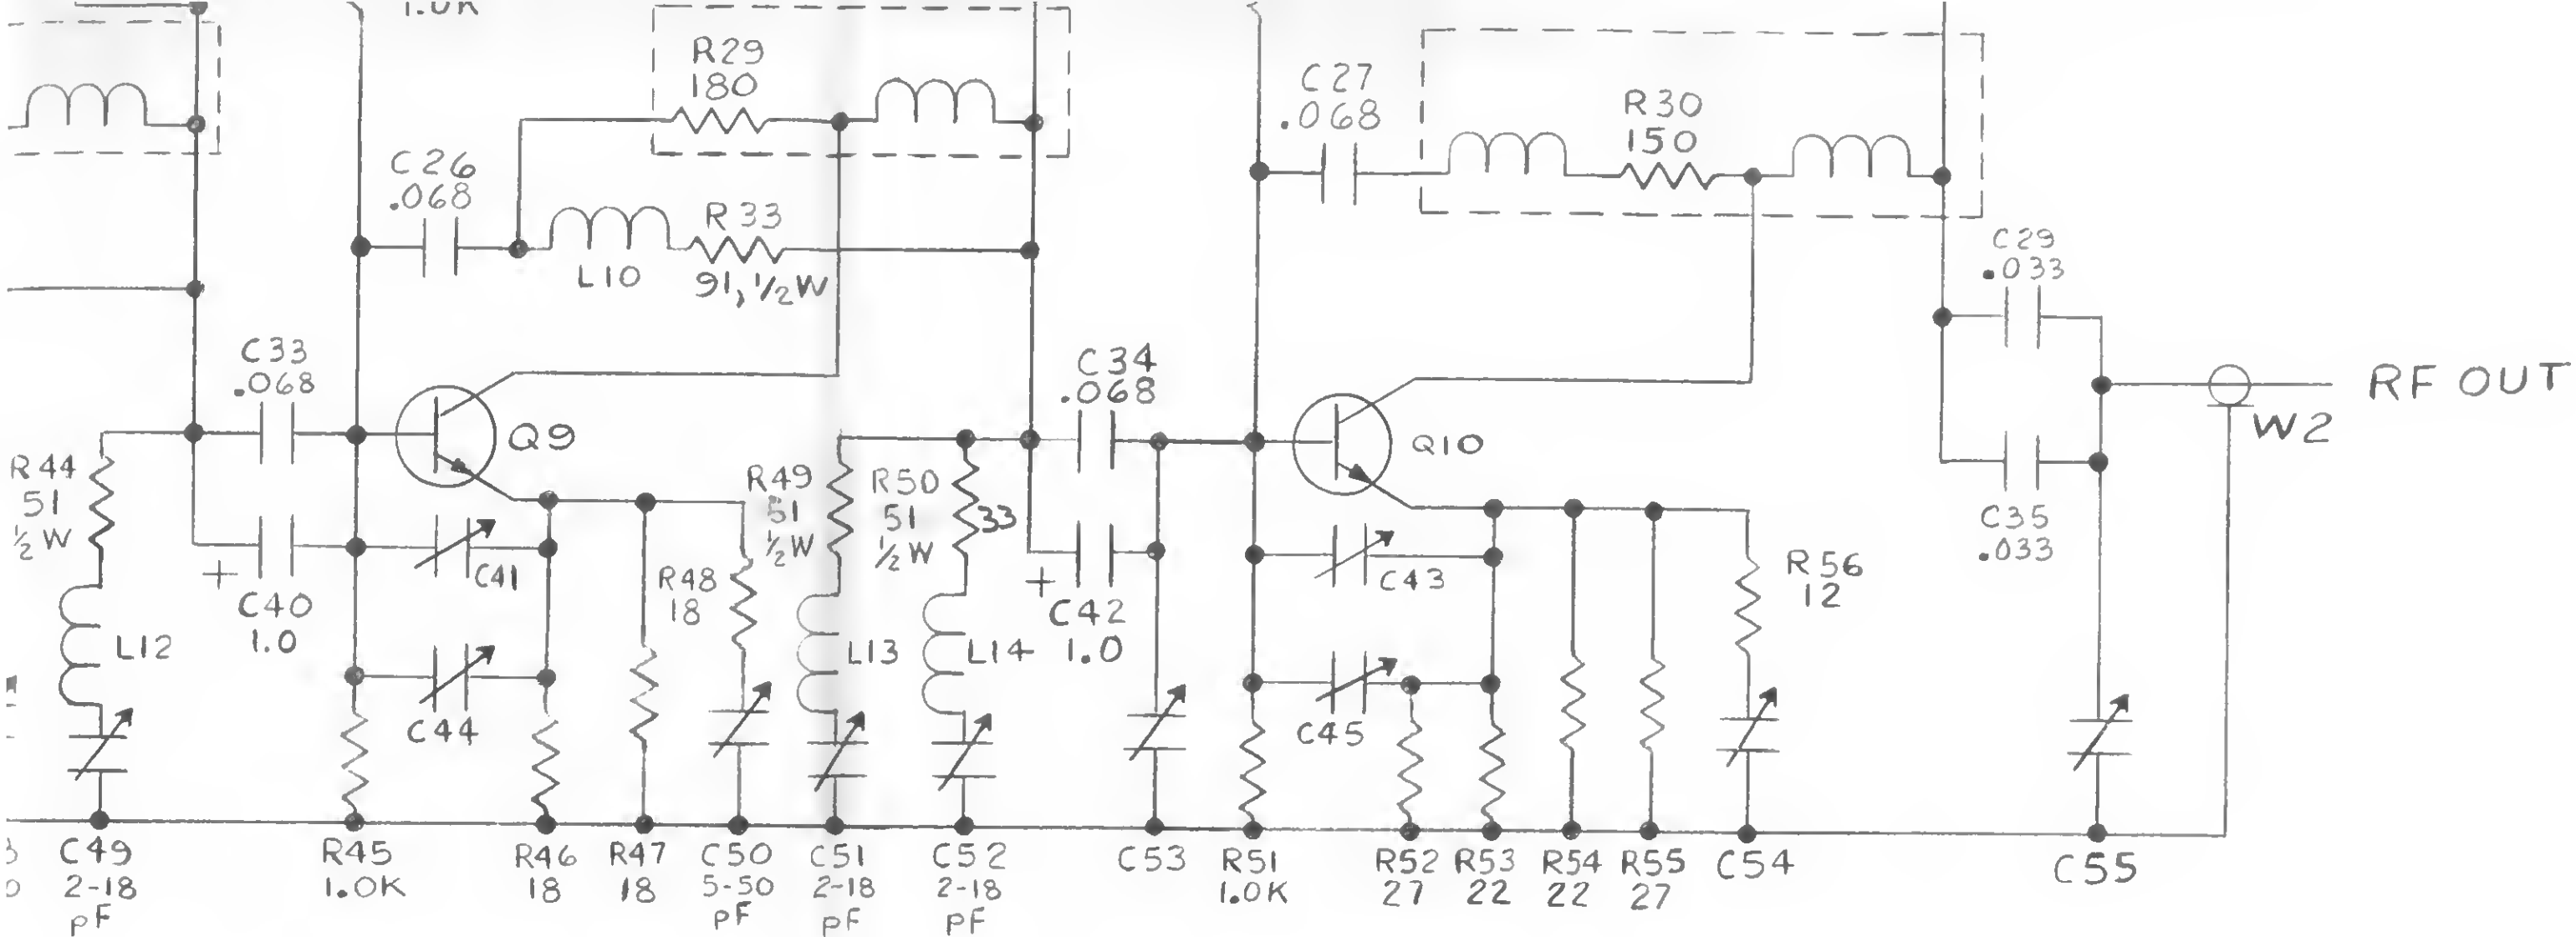 1.0K
R29
180
C27
.068
R30
150
C26
.068
R33
L10
91, 1/2W
C29
.033
C33
.068
C34
.068
RF OUT
W2
Q9
Q10
R44
51
1/2 W
R49
51
1/2 W
R50
51
1/2 W
33
C35
.033
+
C40
1.0
C41
R48
18
+
C42
1.0
C43
R56
12
L12
L13
L14
C44
C45
C49
2-18
pF
R45
1.0K
R46
18
R47
18
C50
5-50
pF
C51
2-18
pF
C52
2-18
pF
C53
R51
1.0K
R52
27
R53
22
R54
22
R55
27
C54
C55